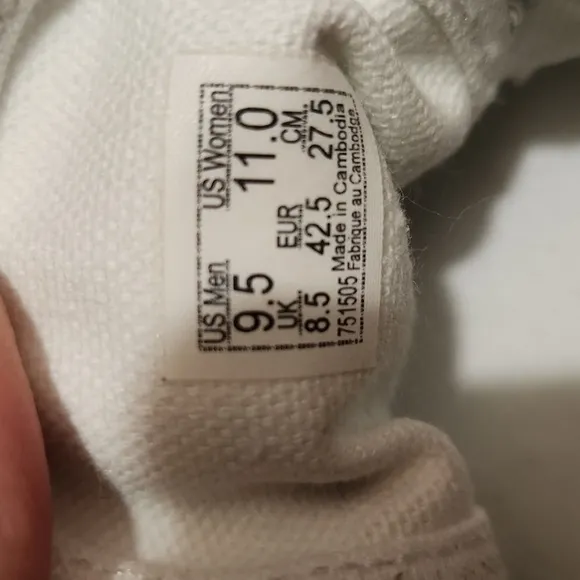 US Men US Women
9.5 11.0
UK EUR CM
8.5 42.5 27.5
751505 Made in Cambodia
Fabrique au Cambodge